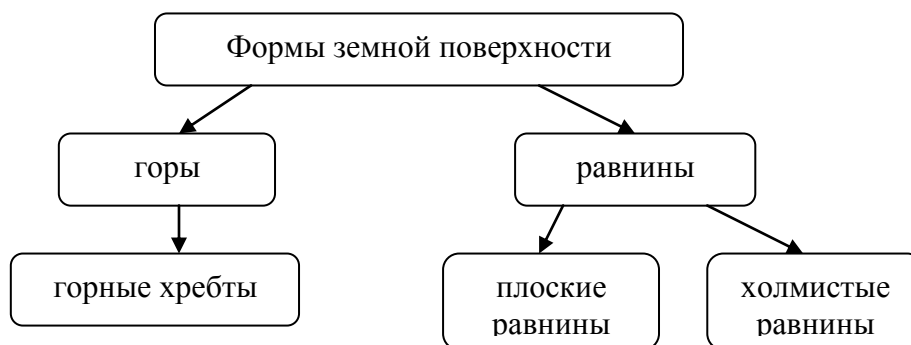 Формы земной поверхности
горы
равнины
горные хребты
плоские
равнины
холмистые
равнины